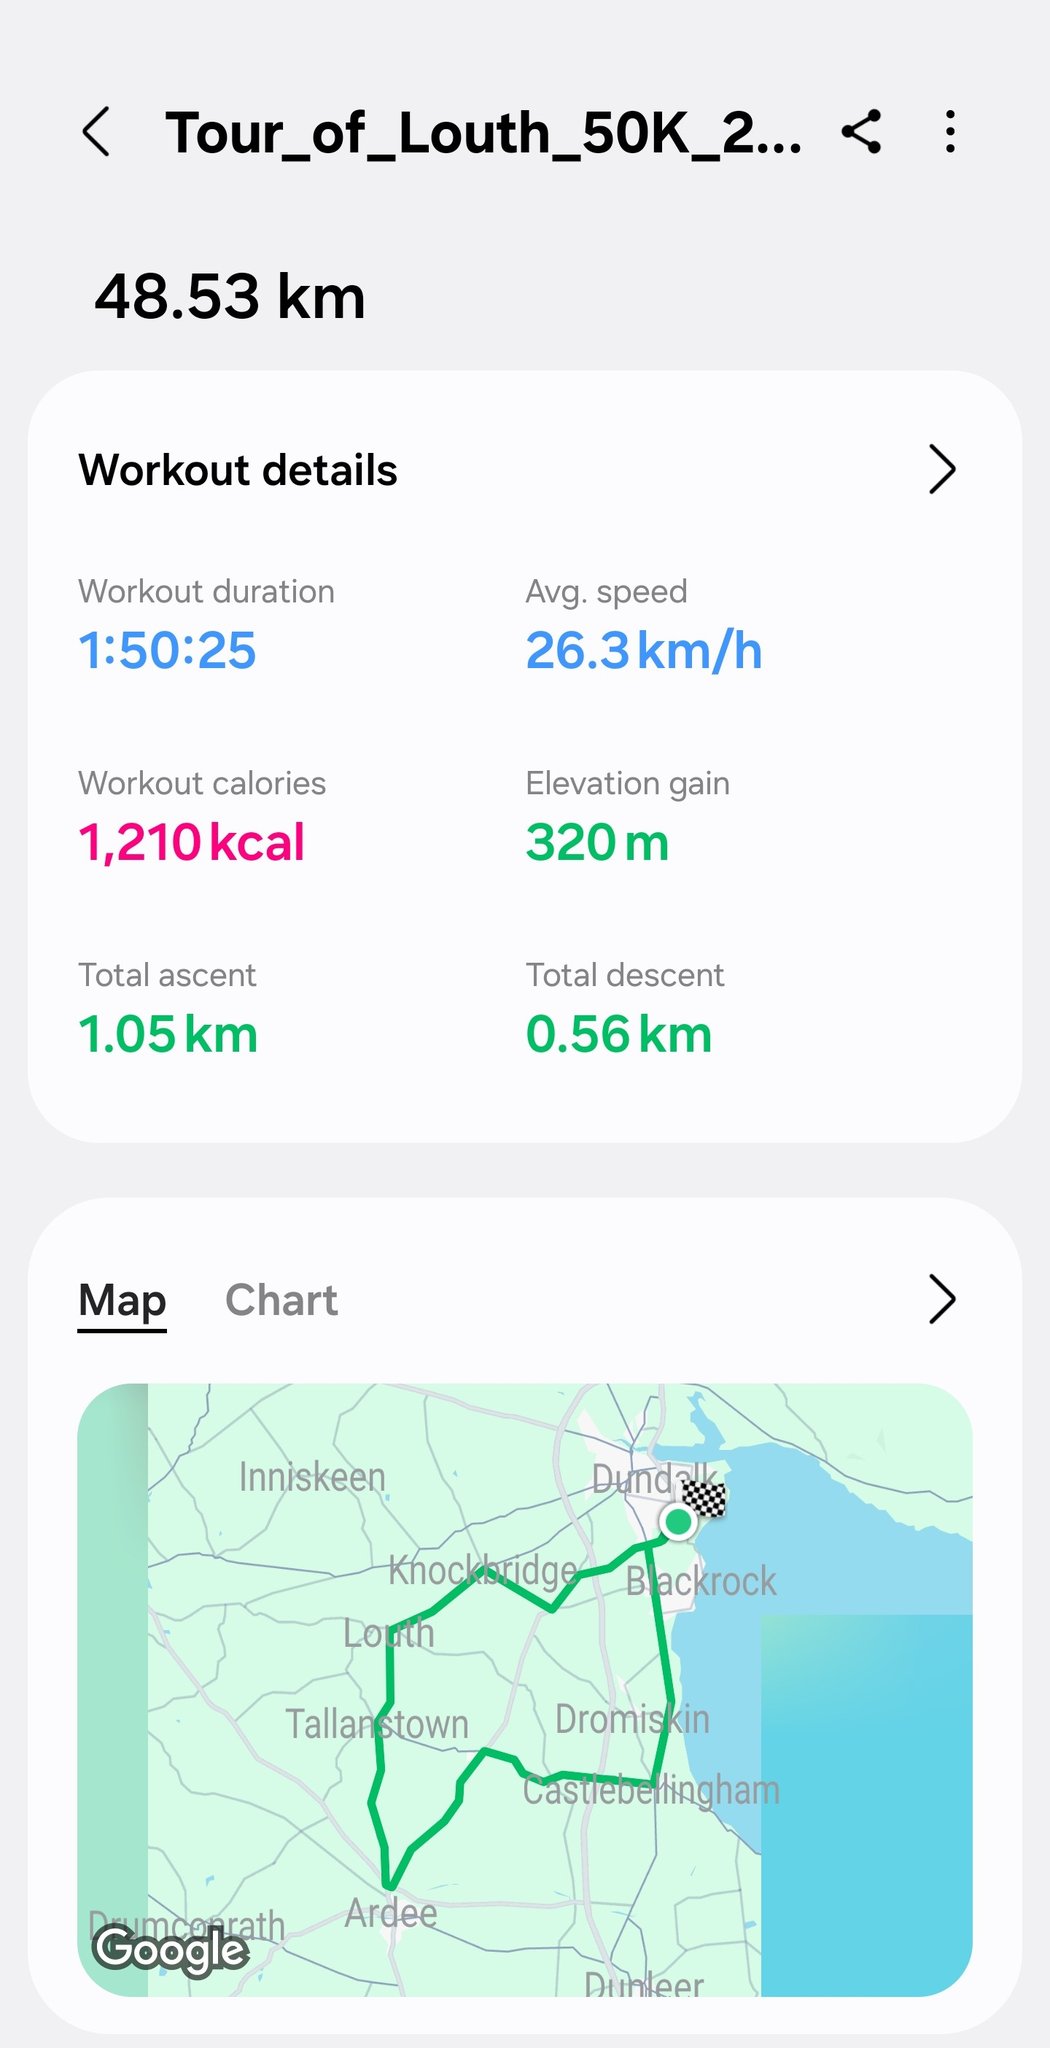 Tour_of_Louth_50K_2...
48.53 km
Workout details
Workout duration
Avg. speed
1:50:25
26.3 km/h
Workout calories
Elevation gain
1,210 kcal
320 m
Total ascent
Total descent
1.05 km
0.56 km
Map
Chart
Inniskeen
Dundalk
Knockbridge
Blackrock
Louth
Tallanstown
Dromiskin
Castlebellingham
Ardee
Drumconrath
Google
Dunleer